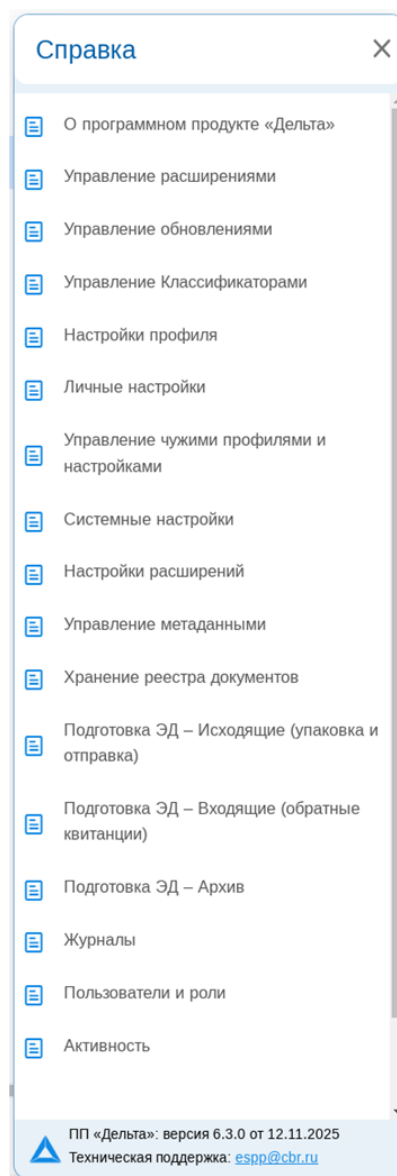 Справка
О программном продукте «Дельта»
Управление расширениями
Управление обновлениями
Управление Классификаторами
Настройки профиля
Личные настройки
Управление чужими профилями и
настройками
Системные настройки
Настройки расширений
Управление метаданными
Хранение реестра документов
Подготовка ЭД – Исходящие (упаковка и
отправка)
Подготовка ЭД – Входящие (обратные
квитанции)
Подготовка ЭД – Архив
Журналы
Пользователи и роли
Активность
ПП «Дельта»: версия 6.3.0 от 12.11.2025
Техническая поддержка: espp@cbr.ru